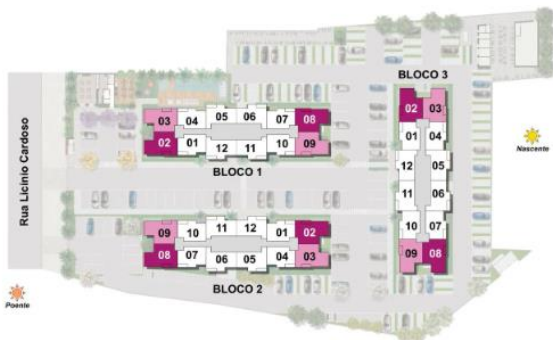 BLOCO 3
02 03
01 04
12 05
11 06
10 07
09 08
03 04 05 06 07 08
02 01 12 11 10 09
BLOCO 1
09 10 11 12 01 02
08 07 06 05 04 03
BLOCO 2
Rua Licínio Cardoso
Nascente
Poente